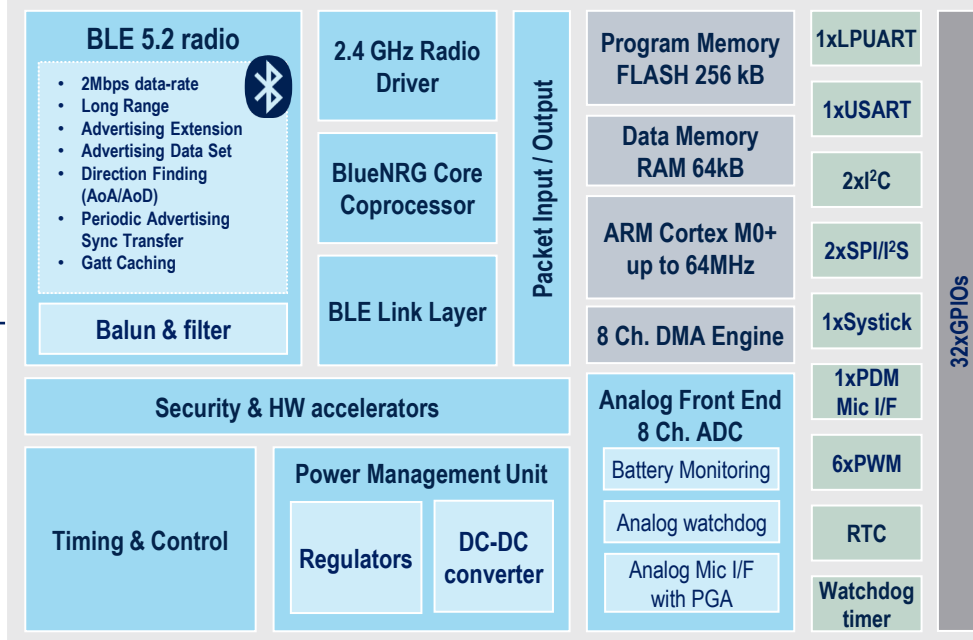 BLE 5.2 radio
• 2Mbps data-rate
• Long Range
• Advertising Extension
• Advertising Data Set
• Direction Finding
(AoA/AoD)
• Periodic Advertising
Sync Transfer
• Gatt Caching
Balun & filter
2.4 GHz Radio
Driver
BlueNRG Core
Coprocessor
BLE Link Layer
Packet Input / Output
Security & HW accelerators
Timing & Control
Power Management Unit
Regulators
DC-DC
converter
Program Memory
FLASH 256 kB
Data Memory
RAM 64kB
ARM Cortex M0+
up to 64MHz
8 Ch. DMA Engine
Analog Front End
8 Ch. ADC
Battery Monitoring
Analog watchdog
Analog Mic I/F
with PGA
1xLPUART
1xUSART
2xI²C
2xSPI/I²S
1xSystick
1xPDM
Mic I/F
6xPWM
RTC
Watchdog
timer
32xGPIOs